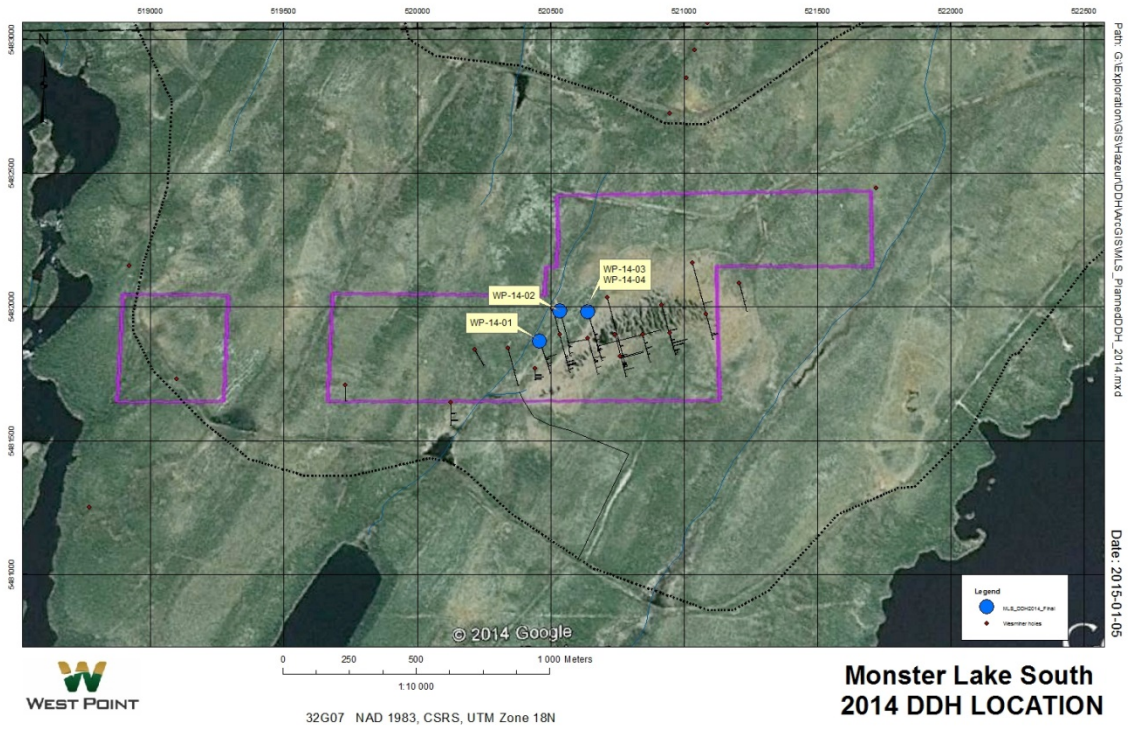 519000 519500 520000 520500 521000 521500 522000 522500
5483000
5482500
5482000
5481500
5481000
N
WP-14-03
WP-14-04
WP-14-02
WP-14-01
Path: G:\Exploration\GIS\Hazeur\DDH\ArcGIS\MLS_PlannedDDH_2014.mxd
Date: 2015-01-05
Legend
MLS_DDH2014_Final
Wesminer holes
© 2014 Google
WEST POINT
0 250 500 1 000 Meters
1:10 000
32G07 NAD 1983, CSRS, UTM Zone 18N
Monster Lake South
2014 DDH LOCATION